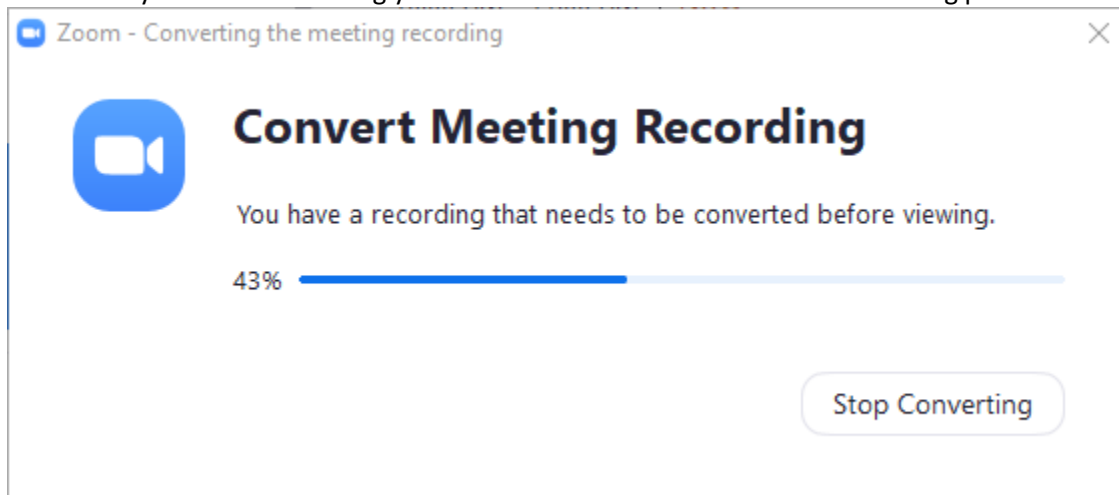 Zoom - Converting the meeting recording
Convert Meeting Recording
You have a recording that needs to be converted before viewing.
43%
Stop Converting